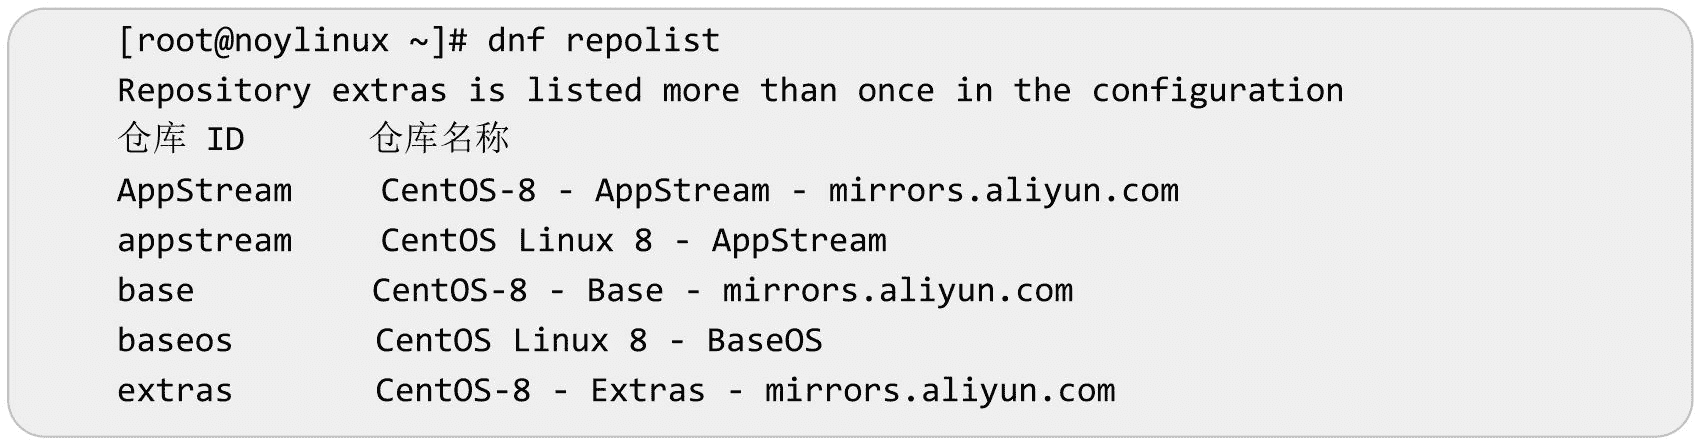 [root@noylinux ~]# dnf repolist
Repository extras is listed more than once in the configuration
仓库 ID 仓库名称
AppStream CentOS-8 - AppStream - mirrors.aliyun.com
appstream CentOS Linux 8 - AppStream
base CentOS-8 - Base - mirrors.aliyun.com
baseos CentOS Linux 8 - BaseOS
extras CentOS-8 - Extras - mirrors.aliyun.com